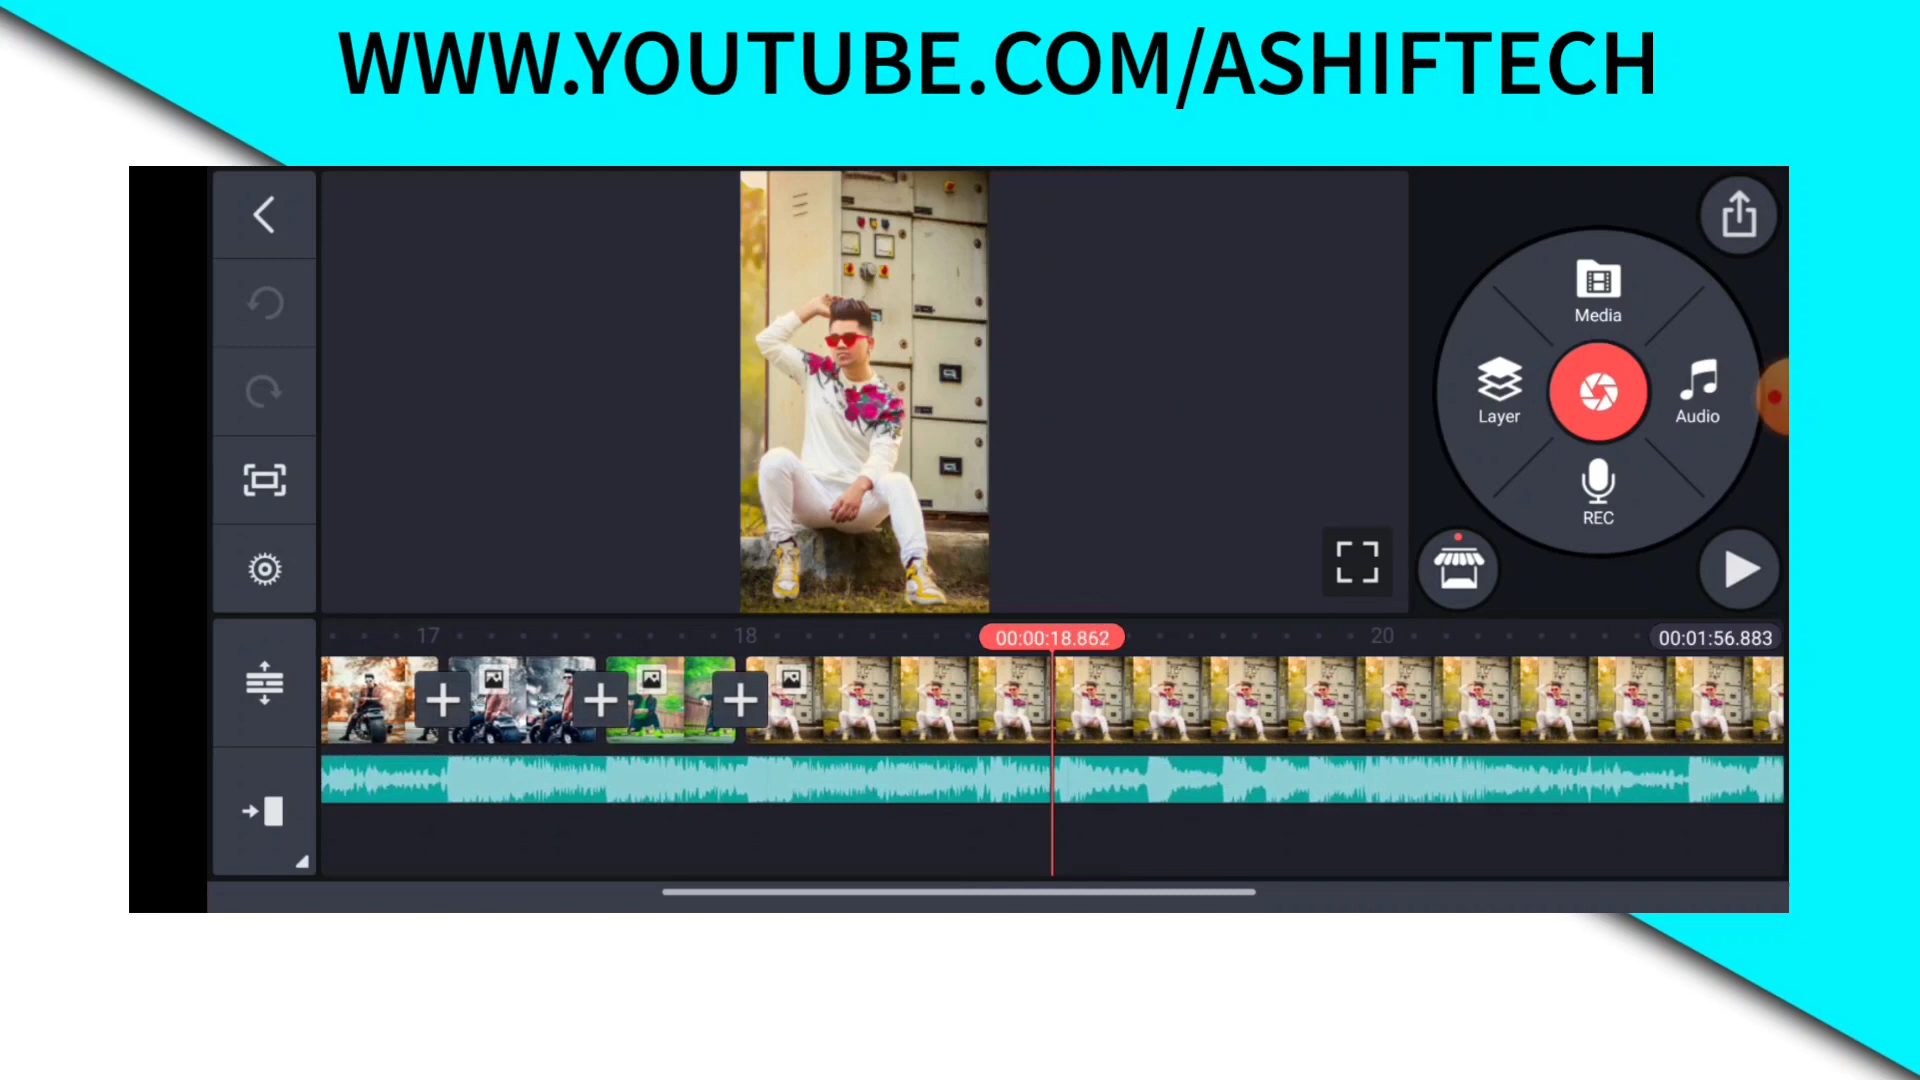 WWW.YOUTUBE.COM/ASHIFTECH
Media
Layer
Audio
REC
17
18
00:00:18.862
20
00:01:56.883